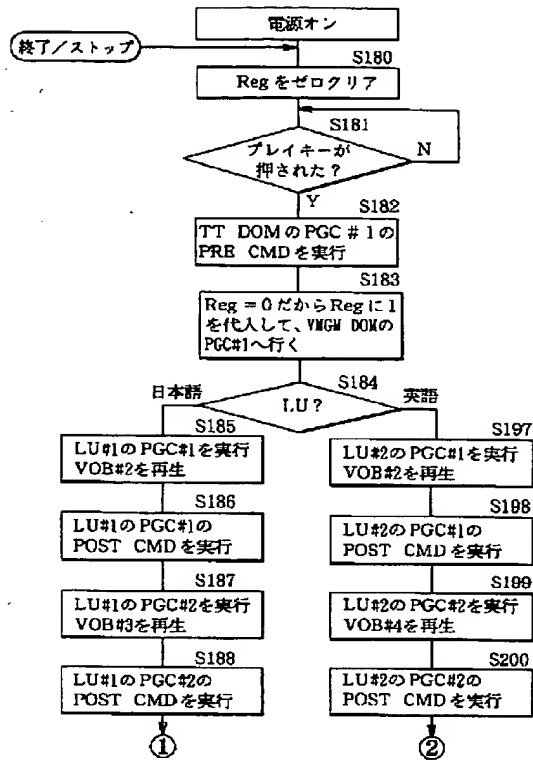 電源オン
終了/ストップ
S180
Regをゼロクリア
S181
プレイキーが
押された?
N
Y
S182
TT DOMのPGC#1の
PRE CMDを実行
S183
Reg=0だからRegに1
を代入して、VMGM DOMの
PGC#1へ行く
S184
LU?
日本語
英語
S185
LU#1のPGC#1を実行
VOB#2を再生
S186
LU#1のPGC#1の
POST CMDを実行
S187
LU#1のPGC#2を実行
VOB#3を再生
S188
LU#1のPGC#2の
POST CMDを実行
①
S197
LU#2のPGC#1を実行
VOB#2を再生
S198
LU#2のPGC#1の
POST CMDを実行
S199
LU#2のPGC#2を実行
VOB#4を再生
S200
LU#2のPGC#2の
POST CMDを実行
②